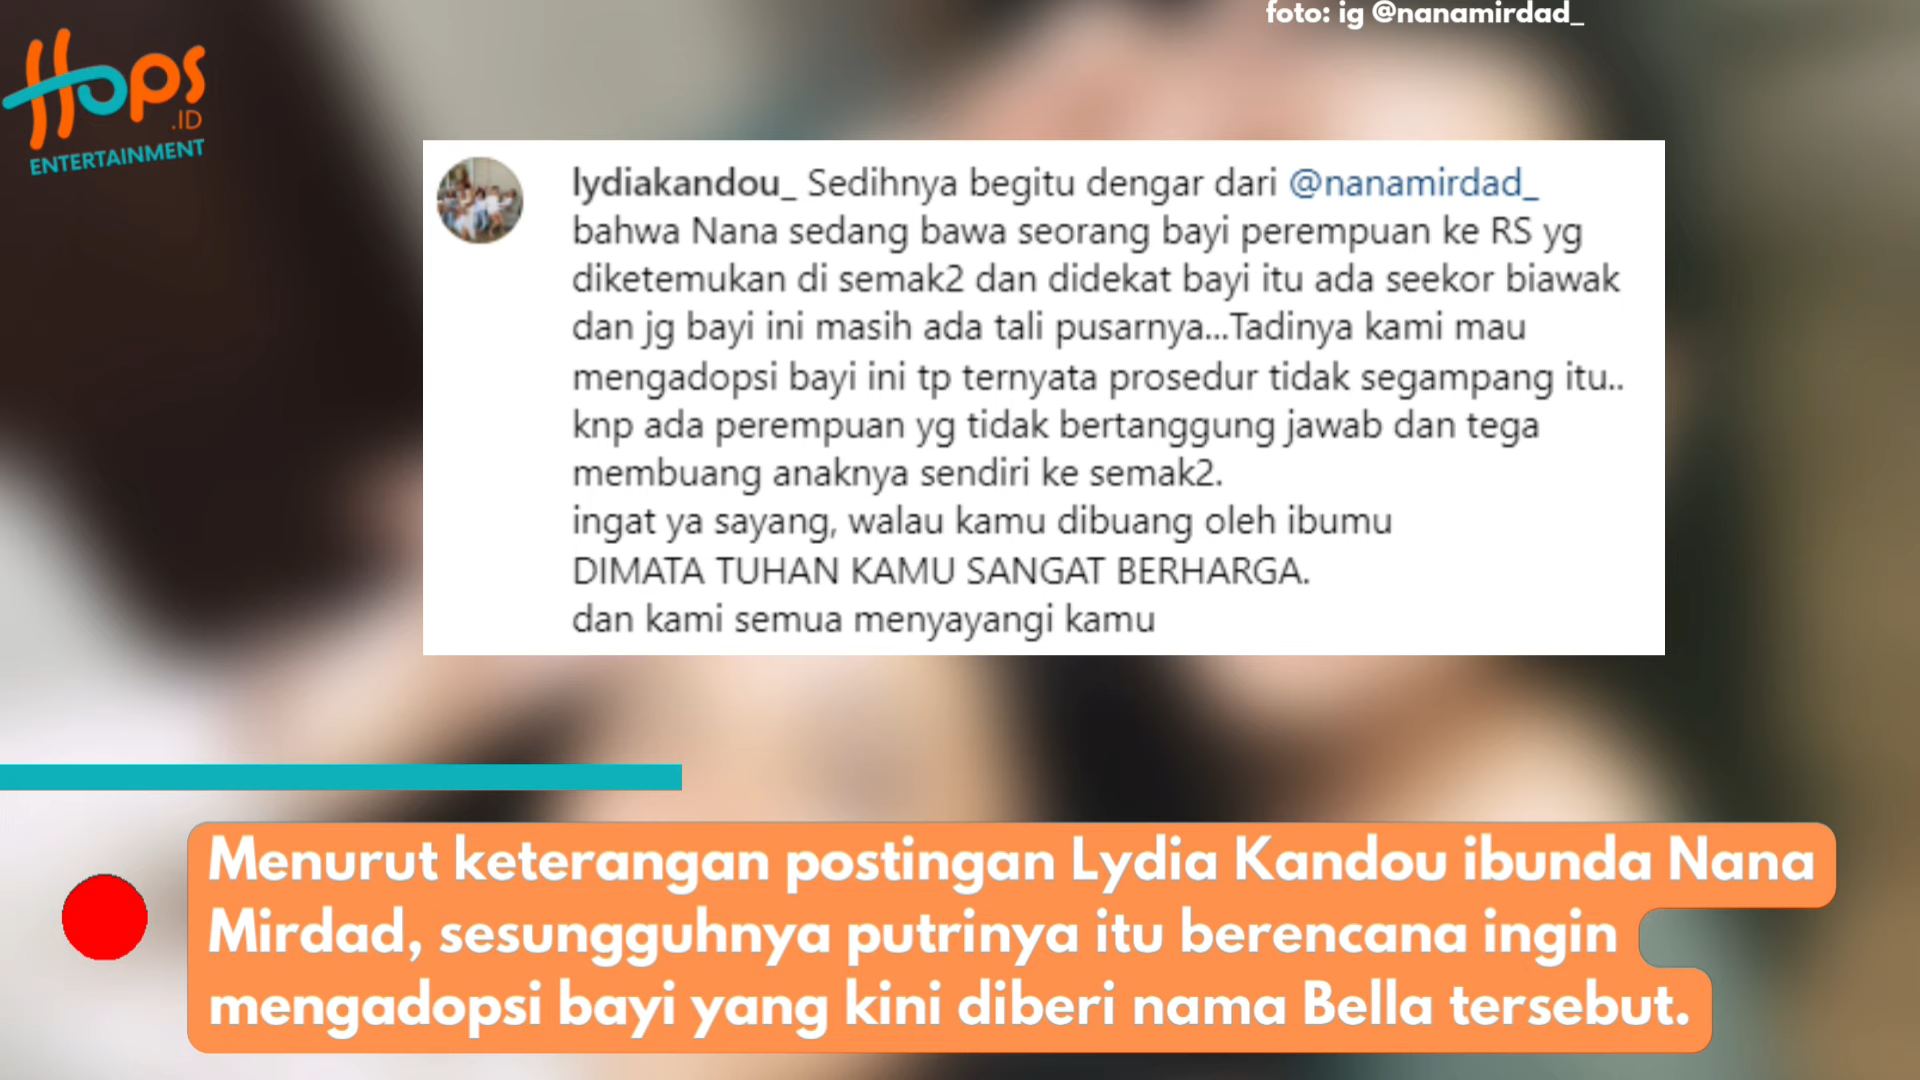 foto: ig @nanamirdad_
Hops
.ID
ENTERTAINMENT
lydiakandou_ Sedihnya begitu dengar dari @nanamirdad_
bahwa Nana sedang bawa seorang bayi perempuan ke RS yg
diketemukan di semak2 dan didekat bayi itu ada seekor biawak
dan jg bayi ini masih ada tali pusarnya...Tadinya kami mau
mengadopsi bayi ini tp ternyata prosedur tidak segampang itu..
knp ada perempuan yg tidak bertanggung jawab dan tega
membuang anaknya sendiri ke semak2.
ingat ya sayang, walau kamu dibuang oleh ibumu
DIMATA TUHAN KAMU SANGAT BERHARGA.
dan kami semua menyayangi kamu
Menurut keterangan postingan Lydia Kandou ibunda Nana
Mirdad, sesungguhnya putrinya itu berencana ingin
mengadopsi bayi yang kini diberi nama Bella tersebut.